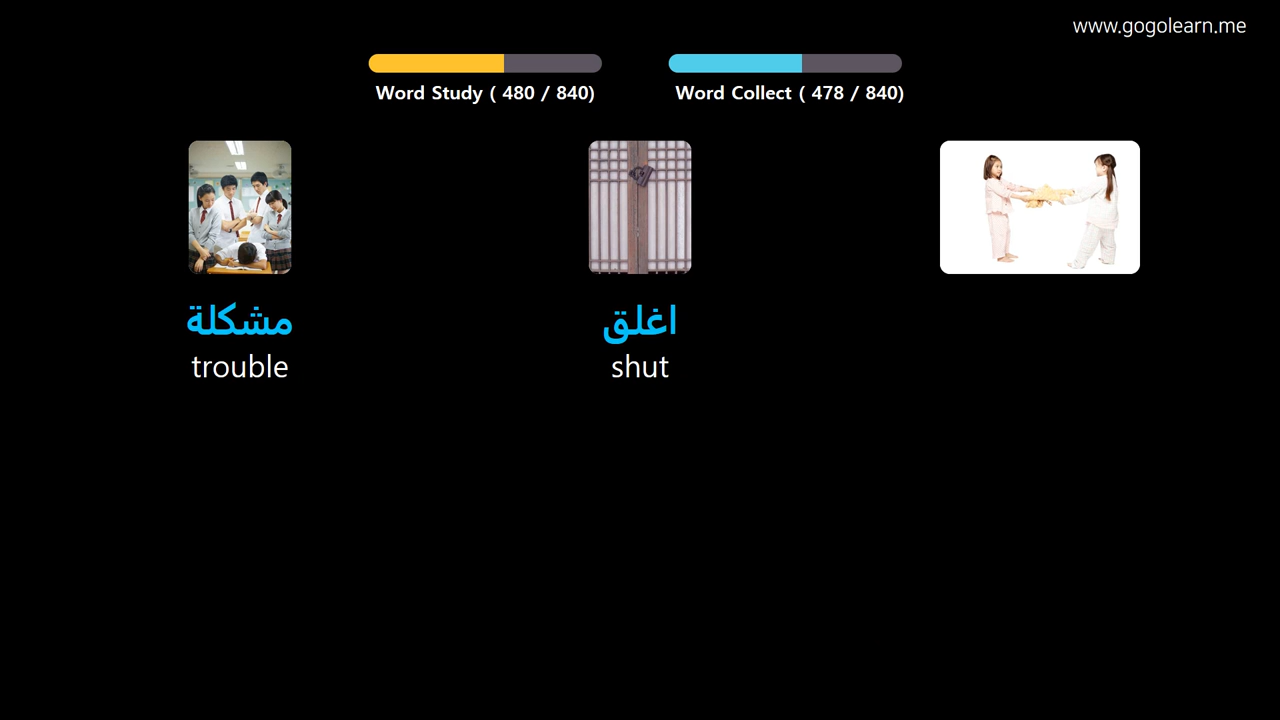 www.gogolearn.me
Word Study ( 480 / 840)
Word Collect ( 478 / 840)
مشكلة
trouble
اغلق
shut